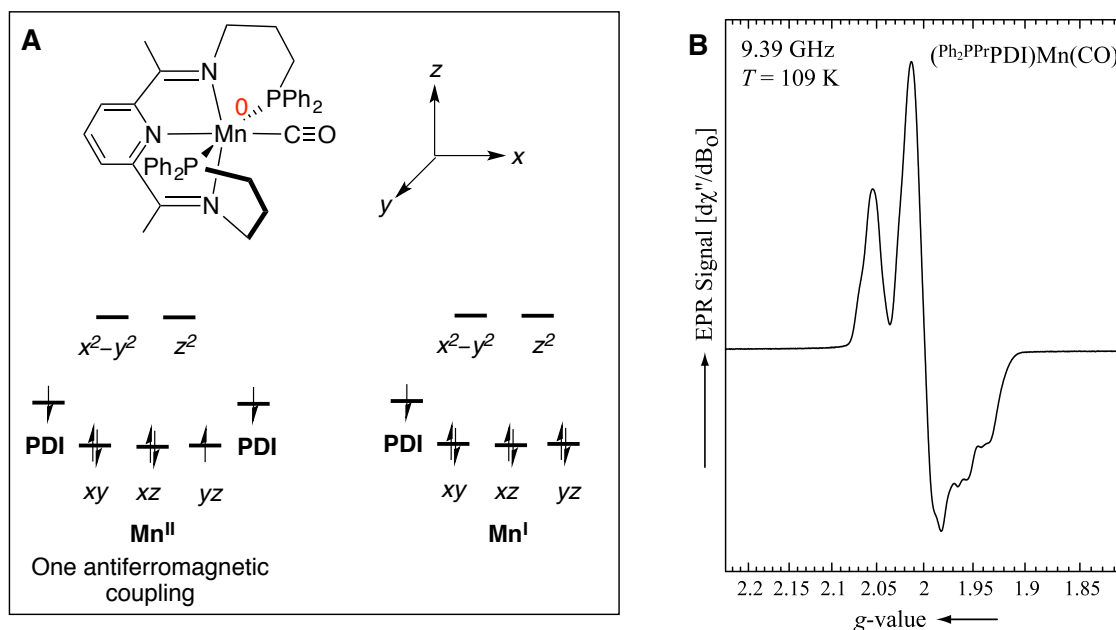 A
N
0
PPh₂
N
Mn
C≡O
Ph₂P
N
z
x
y
x²–y²
z²
PDI
PDI
xy
xz
yz
Mnᴵᴵ
One antiferromagnetic
coupling
x²–y²
z²
PDI
xy
xz
yz
Mnᴵ
B
9.39 GHz
T = 109 K
(ᴾʰ²ᴾᴾʳPDI)Mn(CO)
EPR Signal [dχ"/dB₀]
2.2 2.15 2.1 2.05 2 1.95 1.9 1.85
g-value